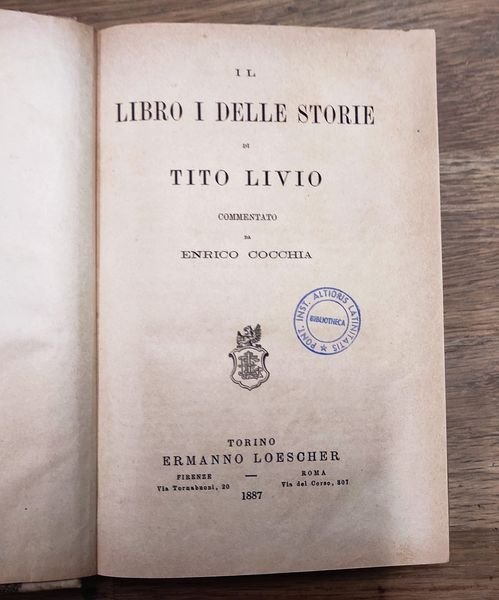 IL
LIBRO I DELLE STORIE
DI
TITO LIVIO
COMMENTATO
DA
ENRICO COCCHIA
PONT. INST. ALTIORIS LATINITATIS
BIBLIOTHECA
TORINO
ERMANNO LOESCHER
FIRENZE — ROMA
Via Tornabuoni, 20 Via del Corso, 307
1887